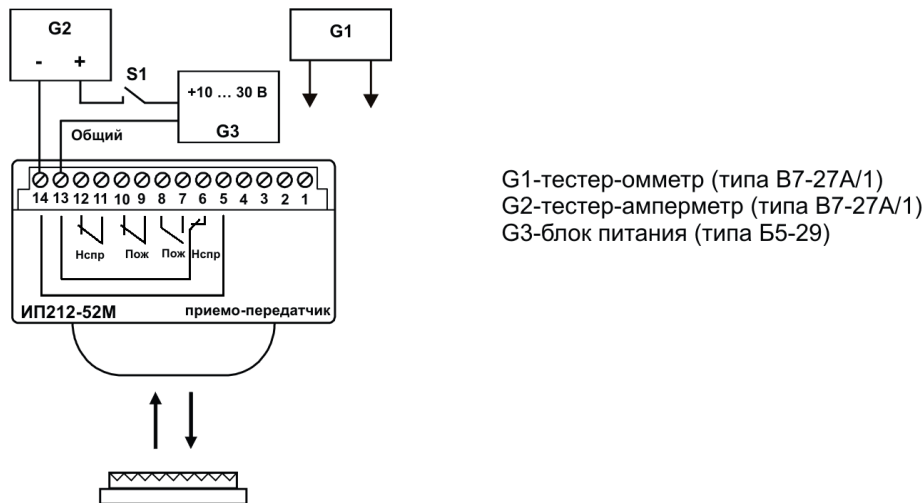 G2
- +
S1
G1
+10 ... 30 В
G3
Общий
14 13 12 11 10 9 8 7 6 5 4 3 2 1
Нспр Пож Пож Нспр
ИП212-52М приемо-передатчик
G1-тестер-омметр (типа В7-27А/1)
G2-тестер-амперметр (типа В7-27А/1)
G3-блок питания (типа Б5-29)